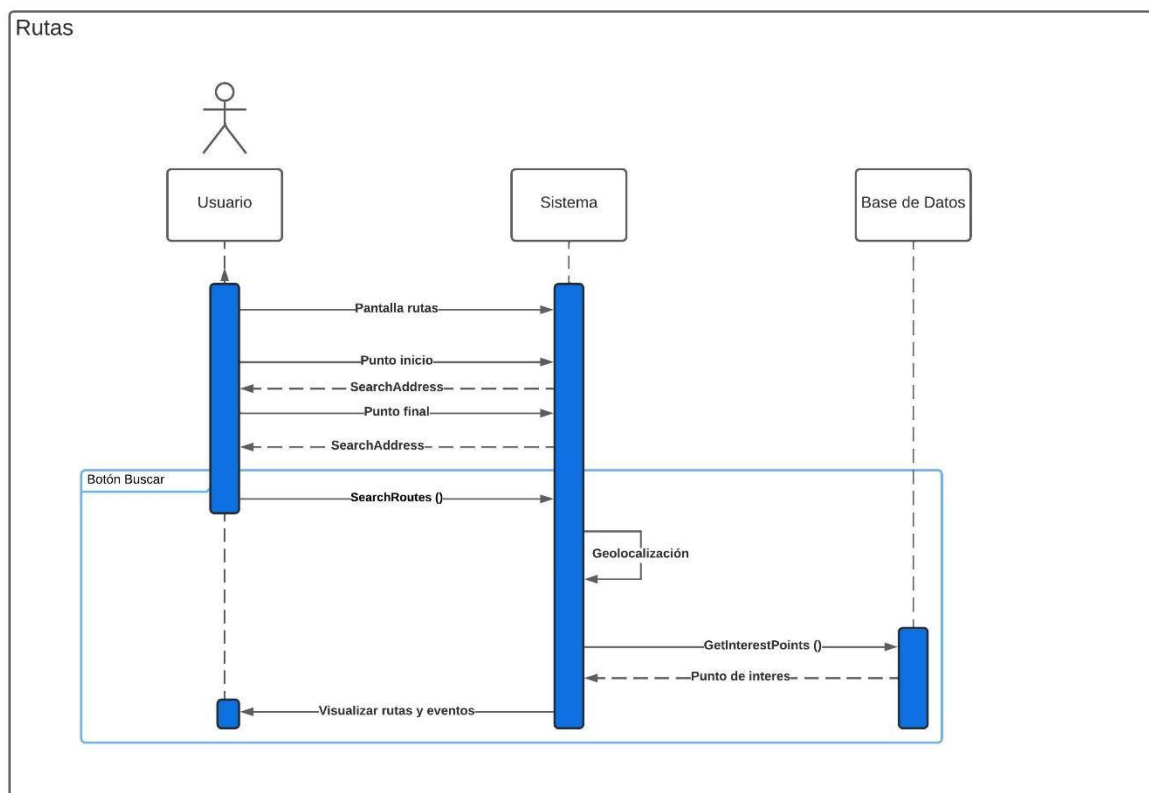 Rutas
Usuario
Sistema
Base de Datos
Pantalla rutas
Punto inicio
SearchAddress
Punto final
SearchAddress
Botón Buscar
SearchRoutes ()
Geolocalización
GetInterestPoints ()
Punto de interes
Visualizar rutas y eventos